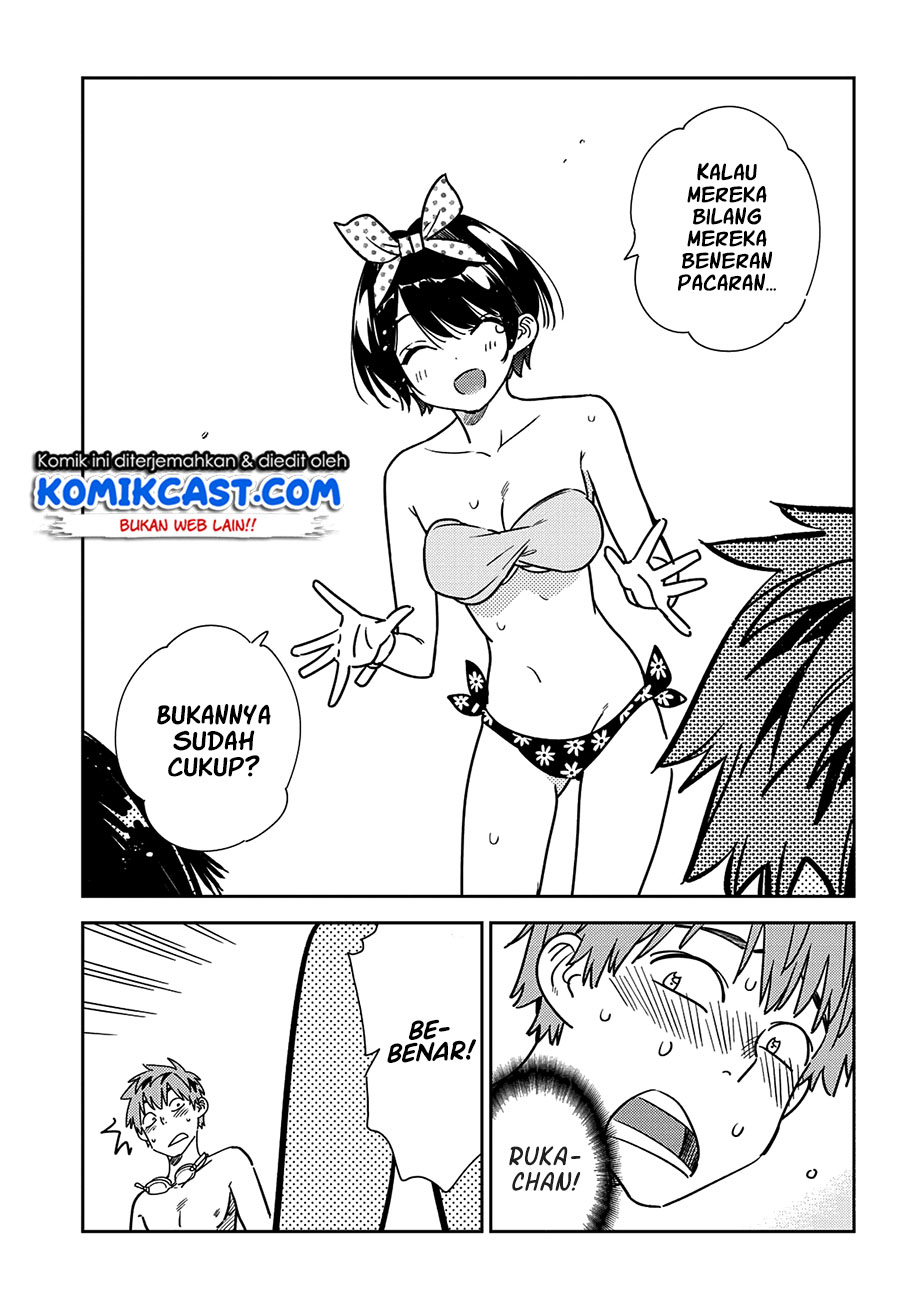 KALAU
MEREKA
BILANG
MEREKA
BENERAN
PACARAN...
Komik ini diterjemahkan & diedit oleh
KOMIKCAST.COM
BUKAN WEB LAIN!!
BUKANNYA
SUDAH
CUKUP?
RUKA-
CHAN!
BE-
BENAR!